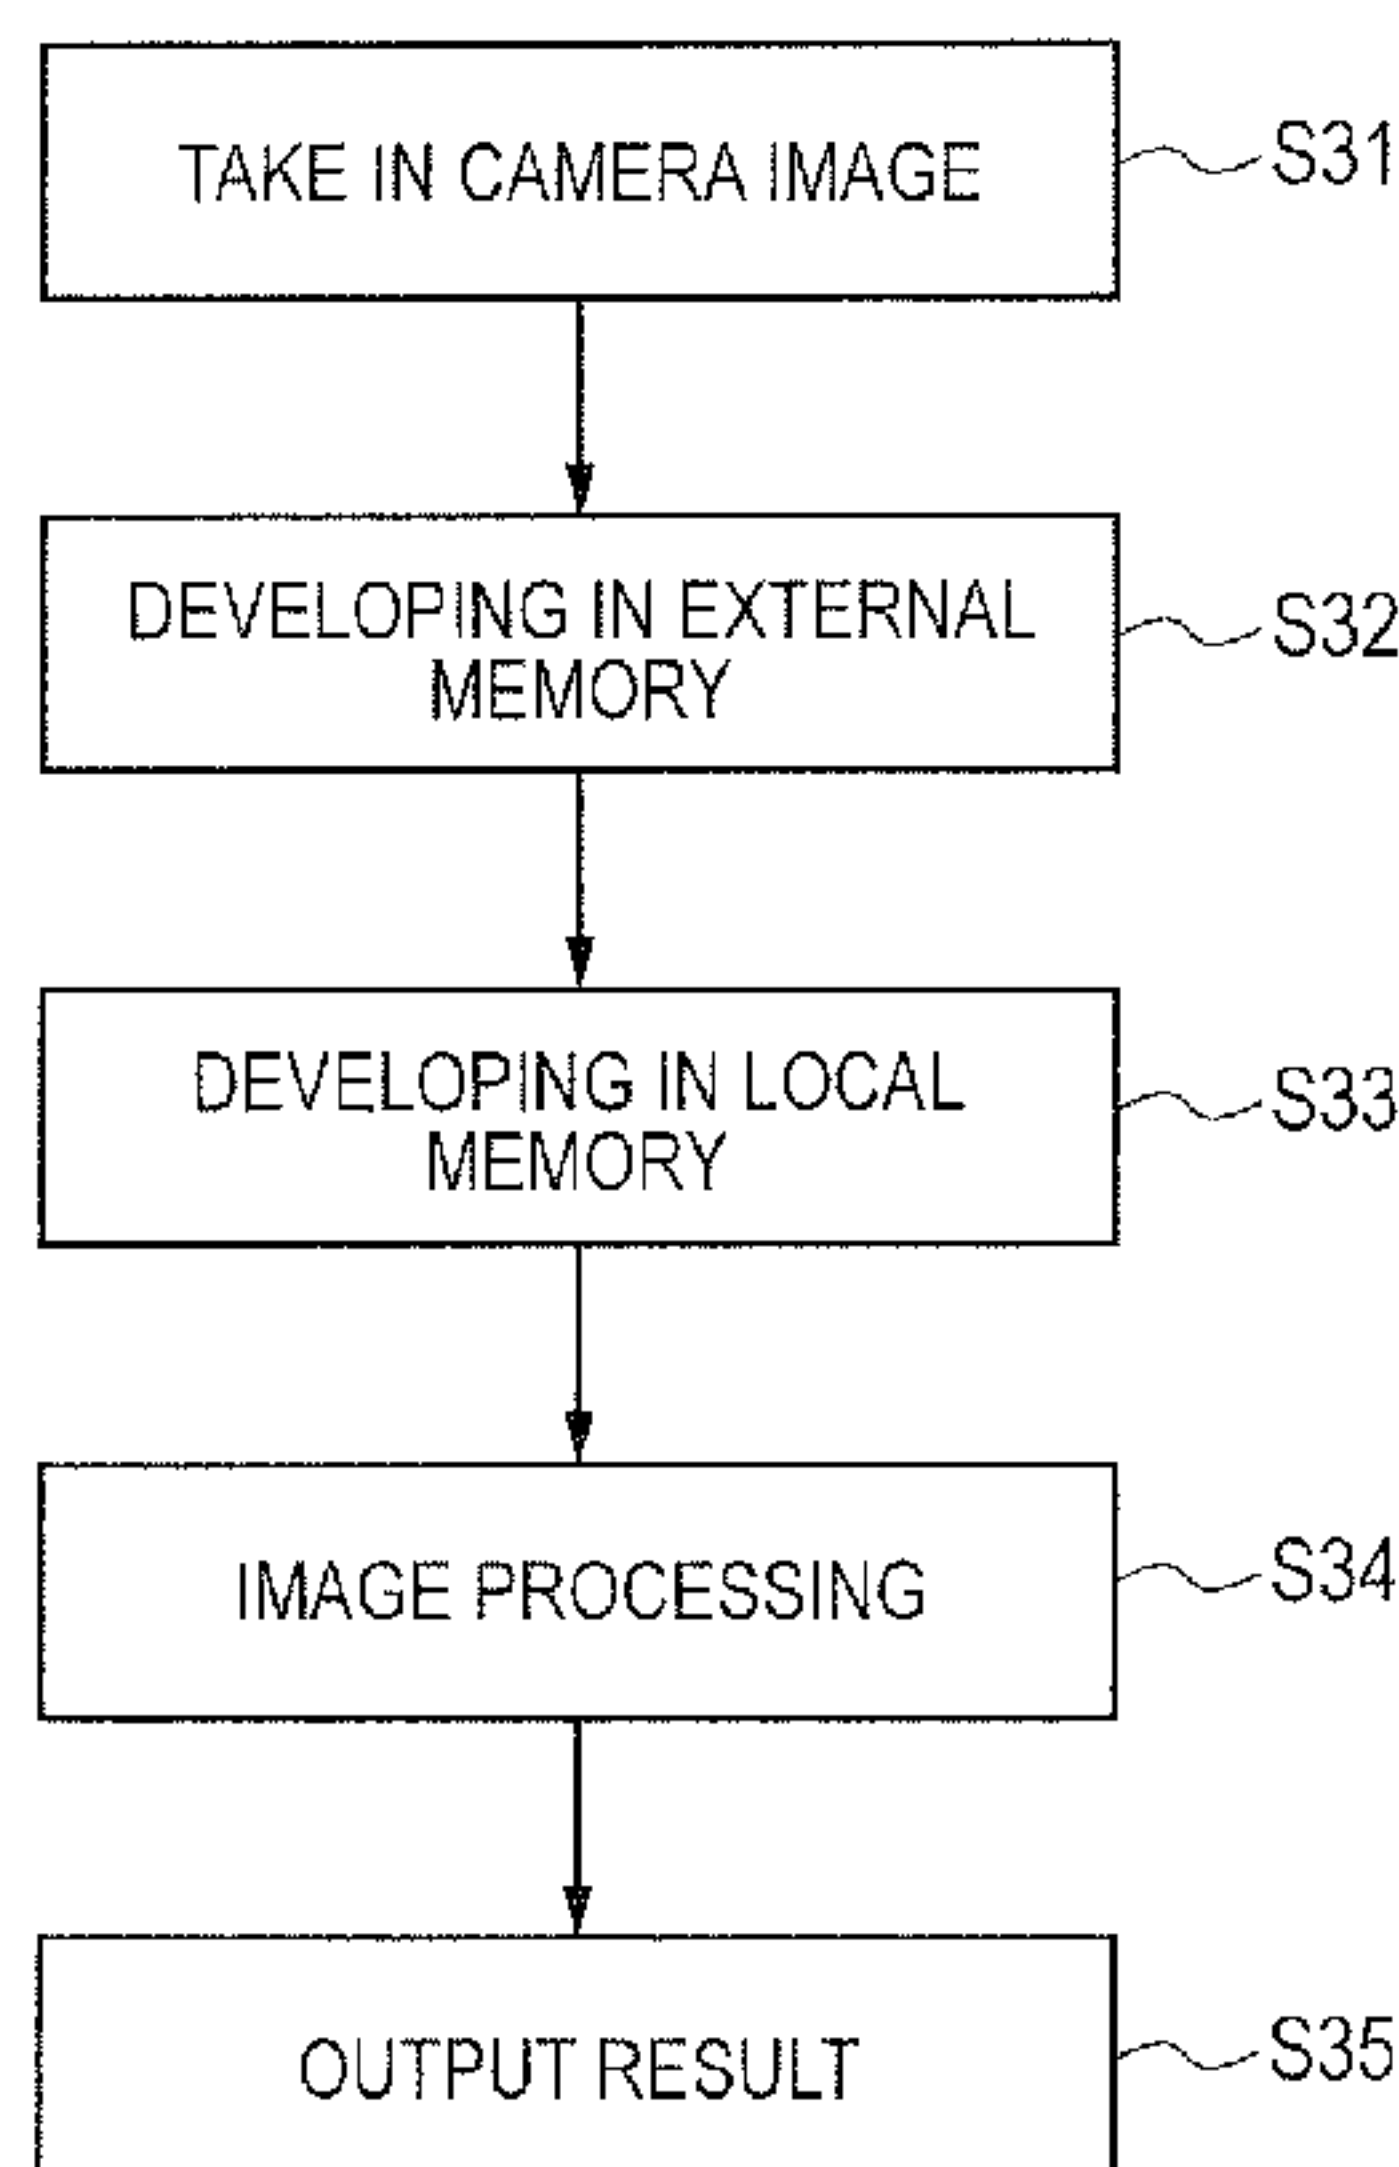 TAKE IN CAMERA IMAGE
S31
DEVELOPING IN EXTERNAL
MEMORY
S32
DEVELOPING IN LOCAL
MEMORY
S33
IMAGE PROCESSING
S34
OUTPUT RESULT
S35